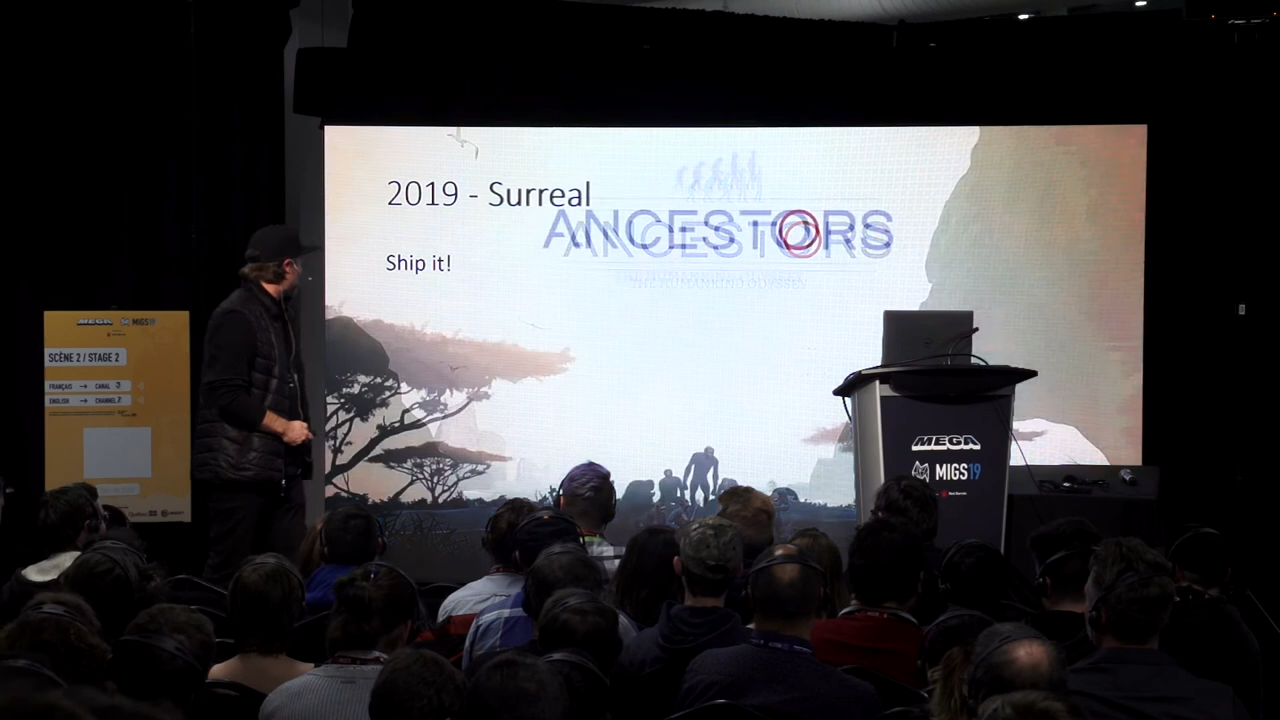 2019 - Surreal
ANCESTORS
THE HUMANKIND ODYSSEY
Ship it!
MEGA MIGS19
SCÈNE 2 / STAGE 2
FRANÇAIS → CANAL 3
ENGLISH → CHANNEL 2
Québec
MEGA
MIGS19